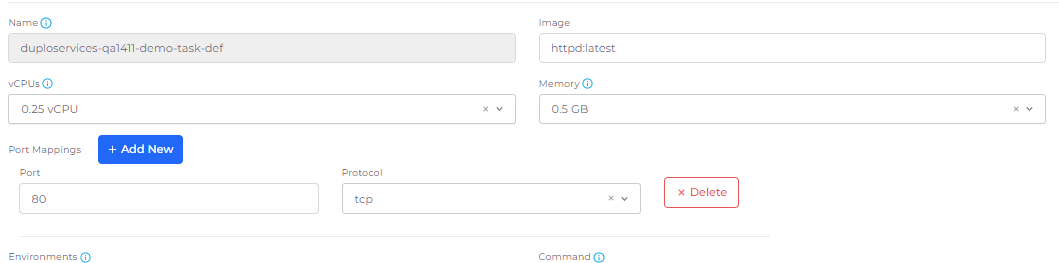 Name
Image
duploservices-qa1411-demo-task-def
httpd:latest
vCPUs
Memory
0.25 vCPU
0.5 GB
Port Mappings
+ Add New
Port
Protocol
80
tcp
× Delete
Environments
Command